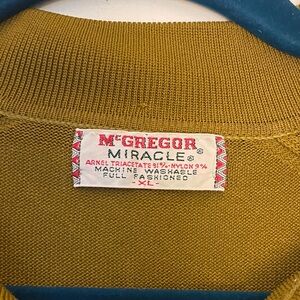 McGREGOR®
MIRACLE®
ARNEL TRIACETATE 91%-NYLON 9%
MACHINE WASHABLE
FULL FASHIONED
-XL-